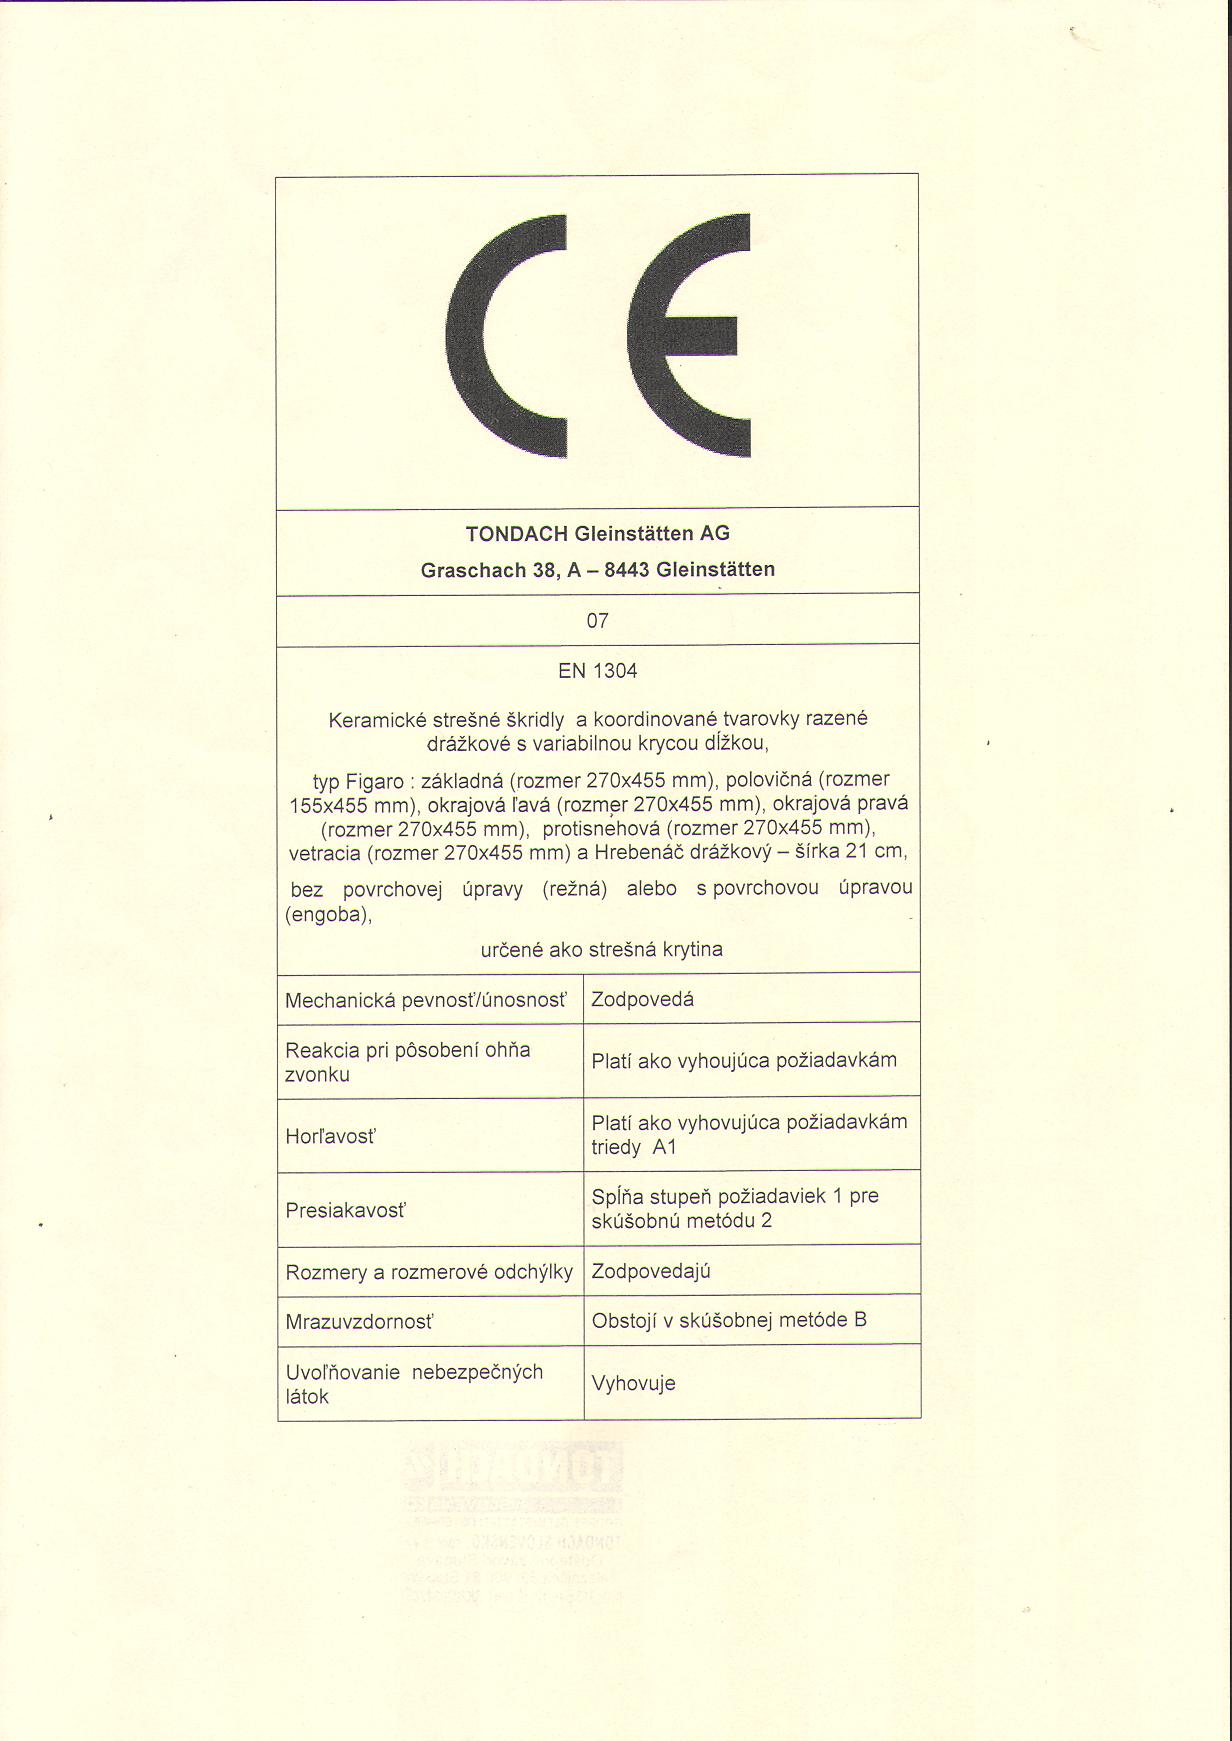 CE
TONDACH Gleinstätten AG
Graschach 38, A – 8443 Gleinstätten
07
EN 1304
Keramické strešné škridly a koordinované tvarovky razené
drážkové s variabilnou krycou dĺžkou,
typ Figaro : základná (rozmer 270x455 mm), polovičná (rozmer
155x455 mm), okrajová ľavá (rozmer 270x455 mm), okrajová pravá
(rozmer 270x455 mm), protisnehová (rozmer 270x455 mm),
vetracia (rozmer 270x455 mm) a Hrebenáč drážkový – šírka 21 cm,
bez povrchovej úpravy (režná) alebo s povrchovou úpravou
(engoba),
určené ako strešná krytina
Mechanická pevnosť/únosnosť Zodpovedá
Reakcia pri pôsobení ohňa
zvonku
Platí ako vyhoujúca požiadavkám
Horľavosť
Platí ako vyhovujúca požiadavkám
triedy A1
Presiakavosť
Spĺňa stupeň požiadaviek 1 pre
skúšobnú metódu 2
Rozmery a rozmerové odchýlky Zodpovedajú
Mrazuvzdornosť Obstojí v skúšobnej metóde B
Uvoľňovanie nebezpečných
látok
Vyhovuje
TONDACH
TONDACH SLOVENSKO,